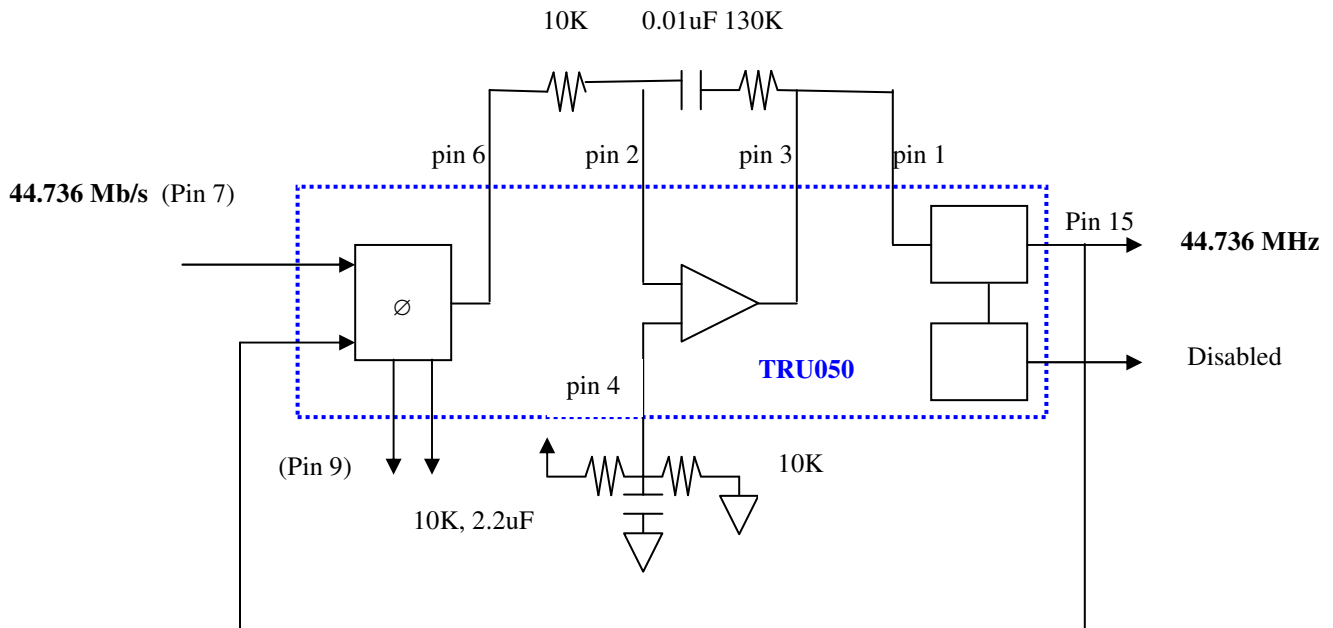 10K 0.01uF 130K
pin 6 pin 2 pin 3 pin 1
44.736 Mb/s (Pin 7)
Pin 15
44.736 MHz
∅
TRU050
Disabled
pin 4
(Pin 9)
10K
10K, 2.2uF